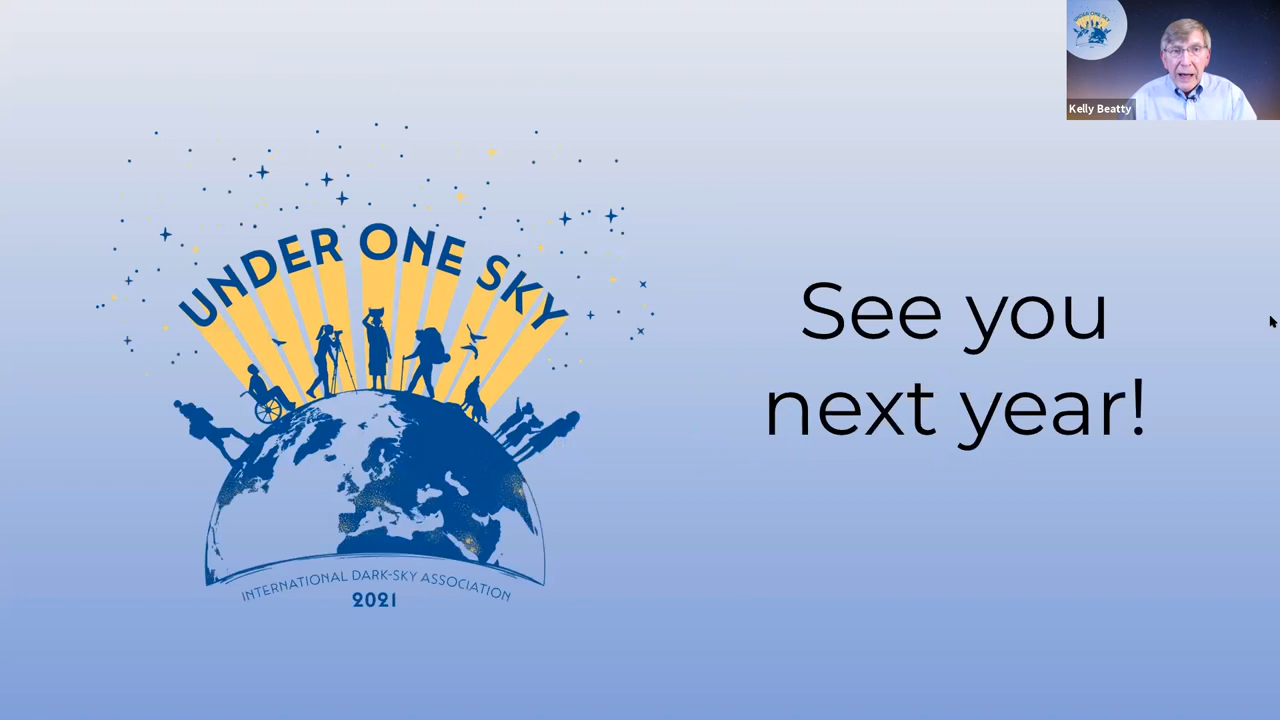 Kelly Beatty
UNDER ONE SKY
See you
next year!
INTERNATIONAL DARK-SKY ASSOCIATION
2021